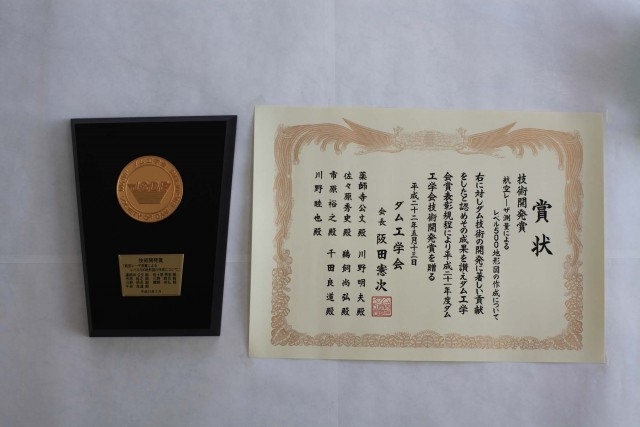 賞状
技術開発賞
航空レーザ測量による
レベル500地形図の作成について
右に対しダム技術の開発に著しい貢献
をしたと認めその成果を讃えダム工学
会賞表彰規程により平成二十一年度ダム
工学会技術開発賞を贈る
平成二十二年五月十三日
ダム工学会
会長 阪田憲次
薬師寺公文殿 川野明夫殿
佐々原秀史殿 鵜飼尚弘殿
市原裕之殿 千田良道殿
川野睦也殿
技術開発賞